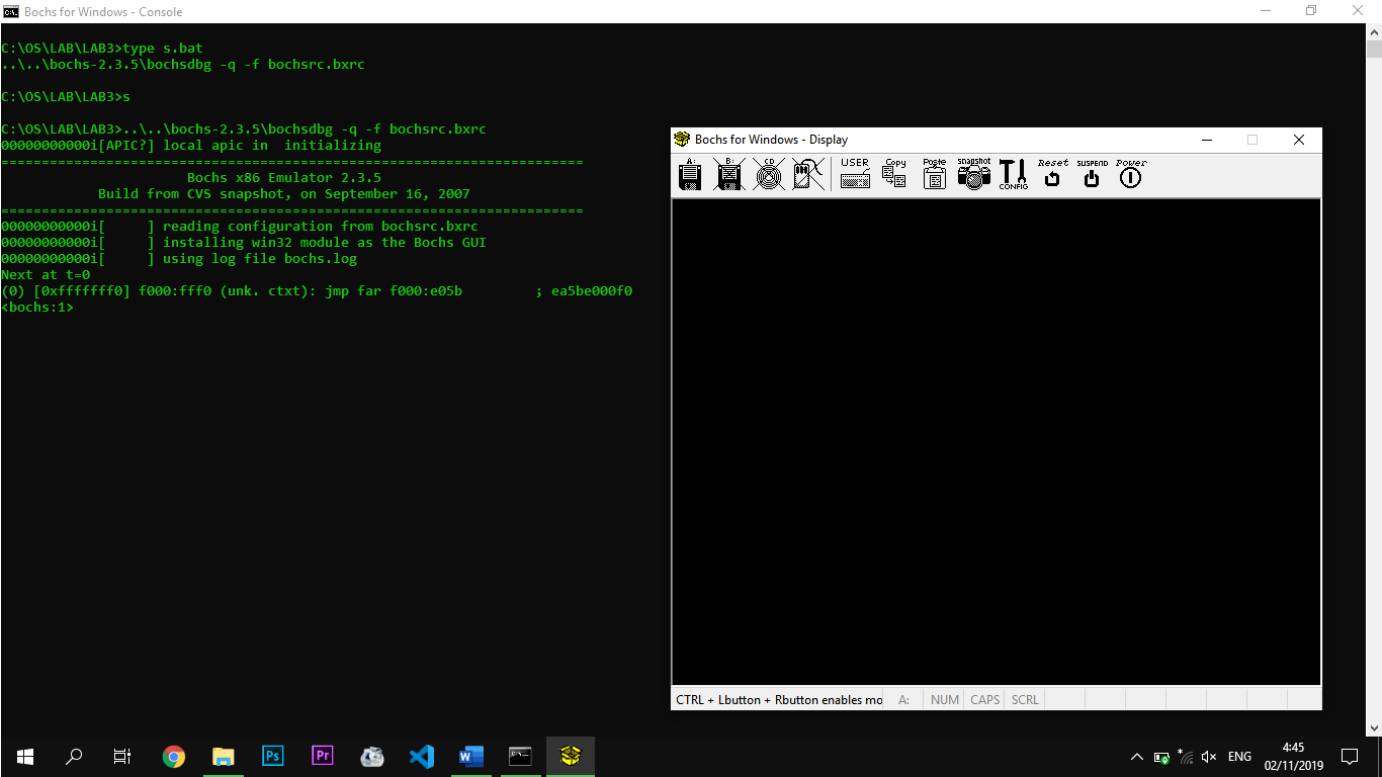 Bochs for Windows - Console
C:\OS\LAB\LAB3>type s.bat
..\..\bochs-2.3.5\bochsdbg -q -f bochsrc.bxrc
C:\OS\LAB\LAB3>s
C:\OS\LAB\LAB3>..\..\bochs-2.3.5\bochsdbg -q -f bochsrc.bxrc
00000000000i[APIC?] local apic in  initializing
========================================================================
Bochs x86 Emulator 2.3.5
Build from CVS snapshot, on September 16, 2007
========================================================================
00000000000i[     ] reading configuration from bochsrc.bxrc
00000000000i[     ] installing win32 module as the Bochs GUI
00000000000i[     ] using log file bochs.log
Next at t=0
(0) [0xfffffff0] f000:fff0 (unk. ctxt): jmp far f000:e05b         ; ea5be000f0
<bochs:1>
Bochs for Windows - Display
A: B: CD USER Copy Paste snapshot CONFIG Reset SUSPEND Power
CTRL + Lbutton + Rbutton enables mo A: NUM CAPS SCRL
Ps Pr ENG
4:45
02/11/2019